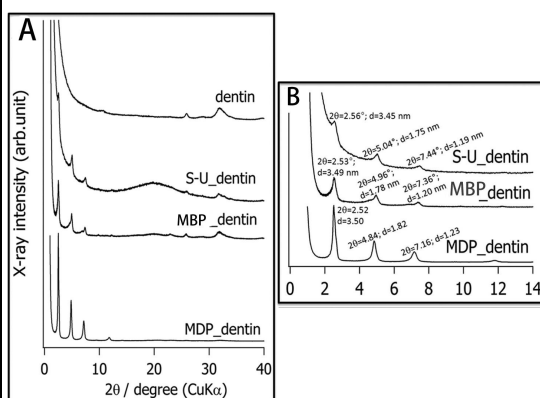 A
X-ray intensity (arb.unit)
dentin
S-U_dentin
MBP _dentin
MDP_dentin
0 10 20 30 40
2θ / degree (CuKα)
B
2θ=2.56°; d=3.45 nm
2θ=5.04°; d=1.75 nm
2θ=7.44°; d=1.19 nm
S-U_dentin
2θ=2.53°;
d=3.49 nm
2θ=4.96°;
d=1.78 nm
2θ=7.36°;
d=1.20 nm
MBP_dentin
2θ=2.52
d=3.50
2θ=4.84; d=1.82
2θ=7.16; d=1.23
MDP_dentin
0 2 4 6 8 10 12 14